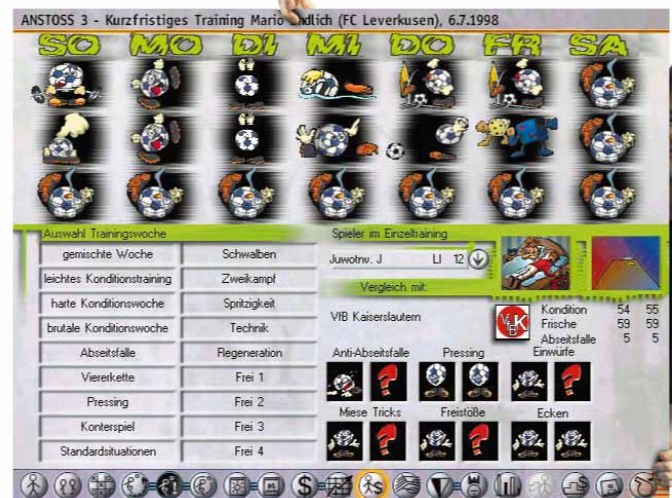 ANSTOSS 3 - Kurzfristiges Training Mario Endlich (FC Leverkusen), 6.7.1998
SO MO DI MI DO FR SA
Auswahl Trainingswoche
gemischte Woche Schwalben
leichtes Konditionstraining Zweikampf
harte Konditionswoche Spritzigkeit
brutale Konditionswoche Technik
Abseitsfalle Regeneration
Viererkette Frei 1
Pressing Frei 2
Konterspiel Frei 3
Standardsituationen Frei 4
Spieler im Einzeltraining
Juwotnv. J LI 12
Vergleich mit:
VfB Kaiserslautern
Kondition 54 55
Frische 59 59
Abseitsfalle 5 5
Anti-Abseitsfalle Pressing Einwürfe
Miese Tricks Freistöße Ecken